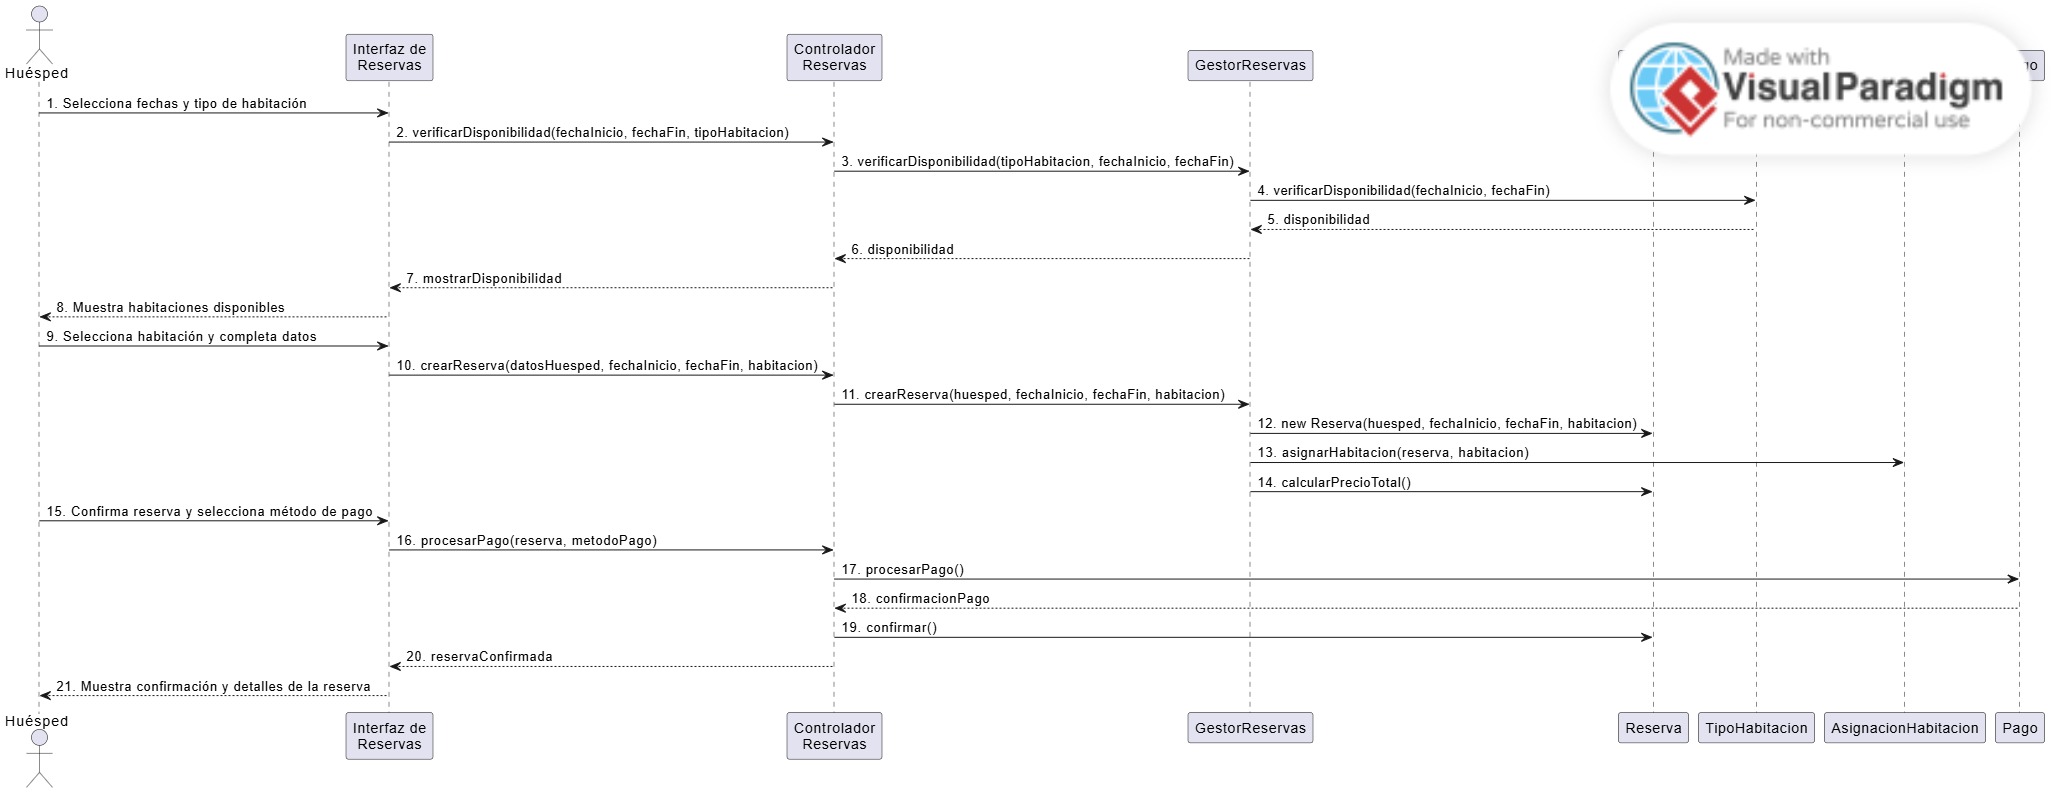 Huésped
Interfaz de
Reservas
Controlador
Reservas
GestorReservas
Made with
Visual Paradigm
For non-commercial use
1. Selecciona fechas y tipo de habitación
2. verificarDisponibilidad(fechaInicio, fechaFin, tipoHabitacion)
3. verificarDisponibilidad(tipoHabitacion, fechaInicio, fechaFin)
4. verificarDisponibilidad(fechaInicio, fechaFin)
5. disponibilidad
6. disponibilidad
7. mostrarDisponibilidad
8. Muestra habitaciones disponibles
9. Selecciona habitación y completa datos
10. crearReserva(datosHuesped, fechaInicio, fechaFin, habitacion)
11. crearReserva(huesped, fechaInicio, fechaFin, habitacion)
12. new Reserva(huesped, fechaInicio, fechaFin, habitacion)
13. asignarHabitacion(reserva, habitacion)
14. calcularPrecioTotal()
15. Confirma reserva y selecciona método de pago
16. procesarPago(reserva, metodoPago)
17. procesarPago()
18. confirmacionPago
19. confirmar()
20. reservaConfirmada
21. Muestra confirmación y detalles de la reserva
Huésped
Interfaz de
Reservas
Controlador
Reservas
GestorReservas
Reserva
TipoHabitacion
AsignacionHabitacion
Pago